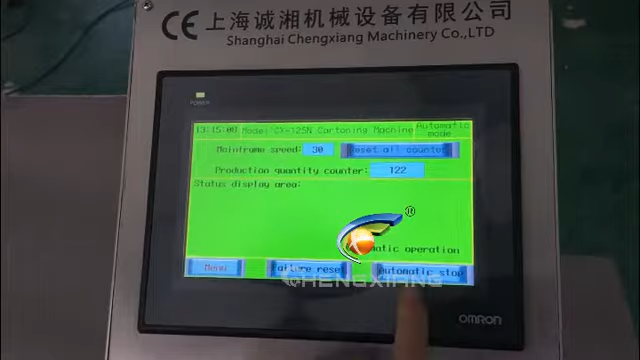 CE 上海诚湘机械设备有限公司
Shanghai Chengxiang Machinery Co.,LTD
POWER
13:15:00 Model:CX-125N Cartoning Machine Automatic mode
Mainframe speed: 30 Reset all counter
Production quantity counter: 122
Status display area:
®
matic operation
Menu Failure reset automatic stop
CHENGXIANG
OMRON